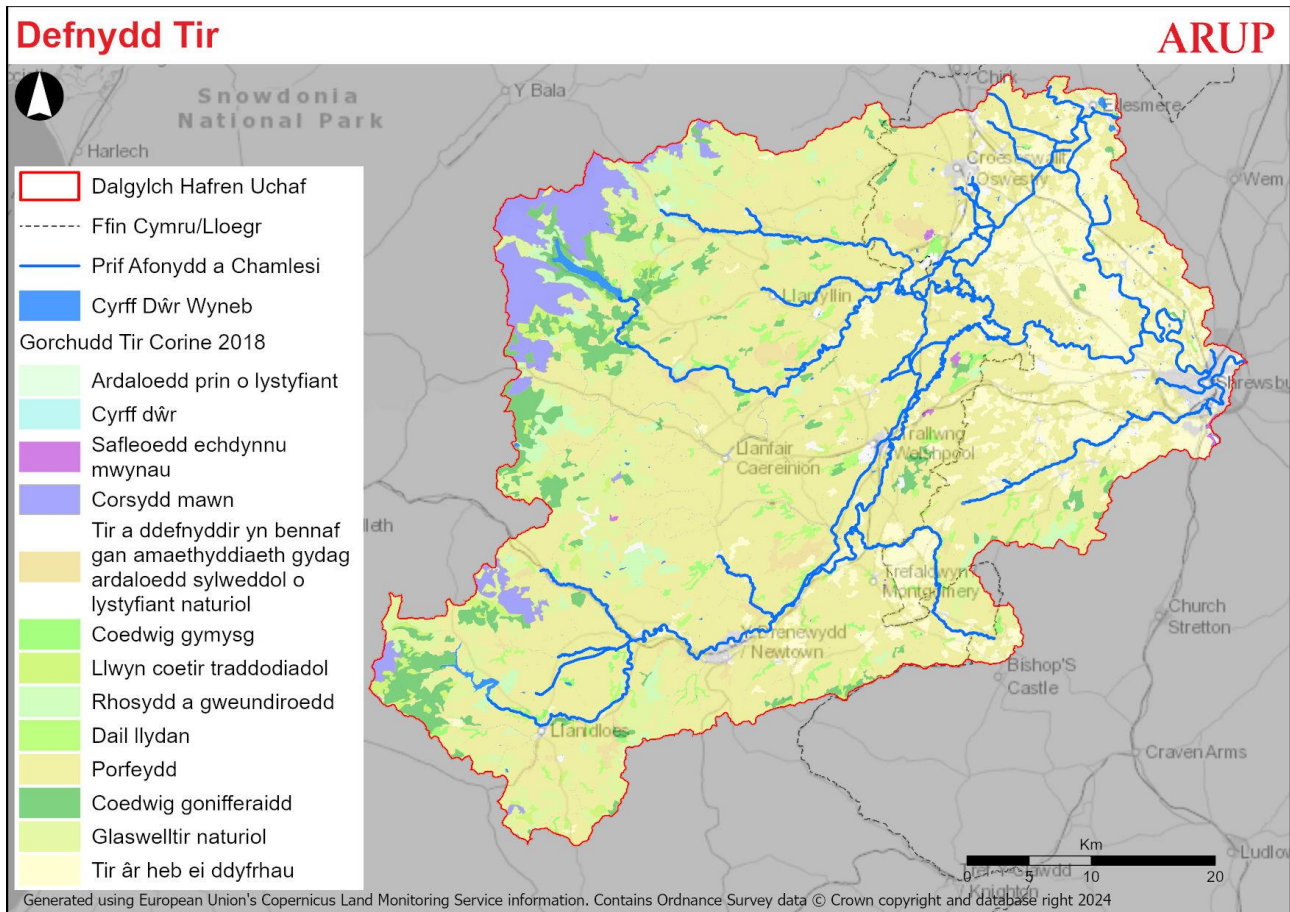 Defnydd Tir
ARUP
Snowdonia
National Park
Y Bala
Chirk
Ellesmere
Harlech
Croesoswallt
/ Oswestry
Wem
Dalgylch Hafren Uchaf
Ffin Cymru/Lloegr
Prif Afonydd a Chamlesi
Cyrff Dŵr Wyneb
Gorchudd Tir Corine 2018
Ardaloedd prin o lystyfiant
Cyrff dŵr
Safleoedd echdynnu
mwynau
Corsydd mawn
Tir a ddefnyddir yn bennaf
gan amaethyddiaeth gydag
ardaloedd sylweddol o
lystyfiant naturiol
Coedwig gymysg
Llwyn coetir traddodiadol
Rhosydd a gweundiroedd
Dail llydan
Porfeydd
Coedwig gonifferaidd
Glaswelltir naturiol
Tir âr heb ei ddyfrhau
Llanfyllin
Shrewsbu
Y Trallwng
/ Welshpool
Llanfair
Caereinion
lleth
Trefaldwyn
Montgomery
Church
Stretton
Y Drenewydd
/ Newtown
Bishop'S
Castle
Llanidloes
Craven Arms
Km
0 5 10 20
Ludlow
/ Knighton
Generated using European Union's Copernicus Land Monitoring Service information. Contains Ordnance Survey data © Crown copyright and database right 2024